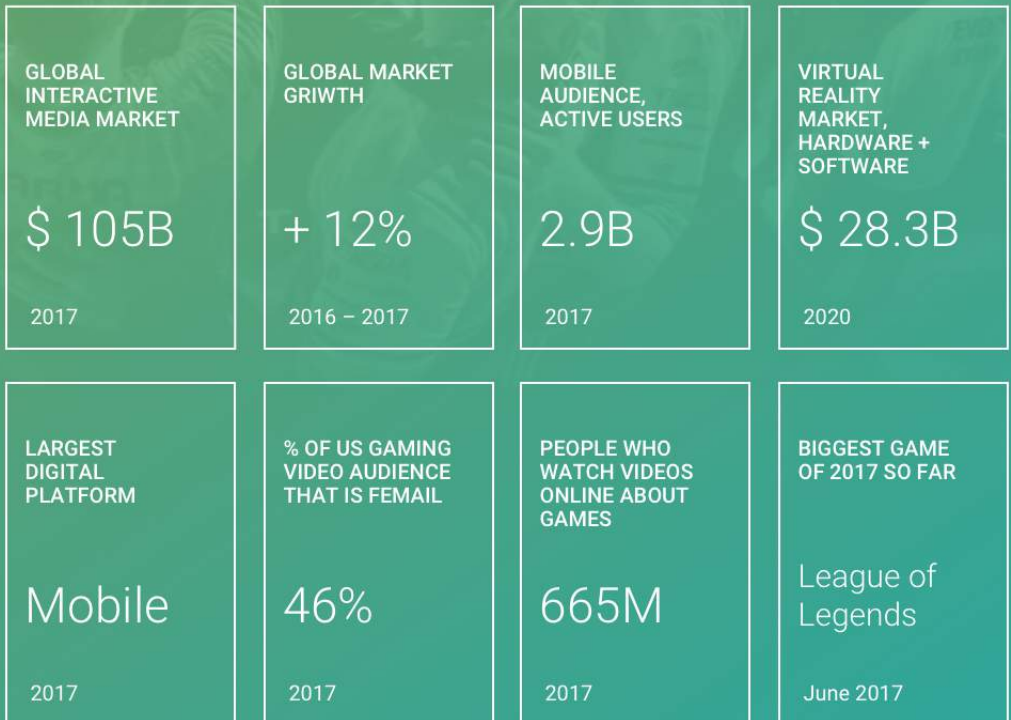 GLOBAL
INTERACTIVE
MEDIA MARKET
$ 105B
2017
GLOBAL MARKET
GRIWTH
+ 12%
2016 – 2017
MOBILE
AUDIENCE,
ACTIVE USERS
2.9B
2017
VIRTUAL
REALITY
MARKET,
HARDWARE +
SOFTWARE
$ 28.3B
2020
LARGEST
DIGITAL
PLATFORM
Mobile
2017
% OF US GAMING
VIDEO AUDIENCE
THAT IS FEMAIL
46%
2017
PEOPLE WHO
WATCH VIDEOS
ONLINE ABOUT
GAMES
665M
2017
BIGGEST GAME
OF 2017 SO FAR
League of
Legends
June 2017